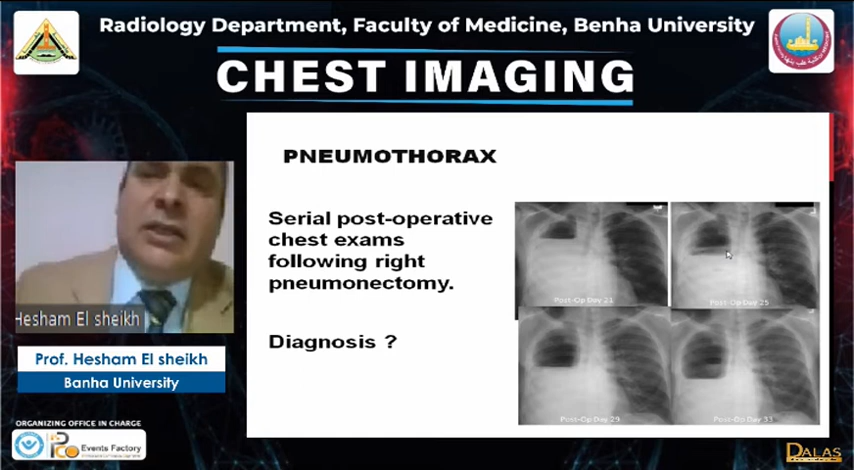 Radiology Department, Faculty of Medicine, Benha University
CHEST IMAGING
PNEUMOTHORAX
Serial post-operative
chest exams
following right
pneumonectomy.
Diagnosis ?
Post-Op Day 21
Post-Op Day 25
Post-Op Day 29
Post-Op Day 33
Hesham El sheikh
Prof. Hesham El sheikh
Banha University
ORGANIZING OFFICE IN CHARGE
Events Factory
DALAS